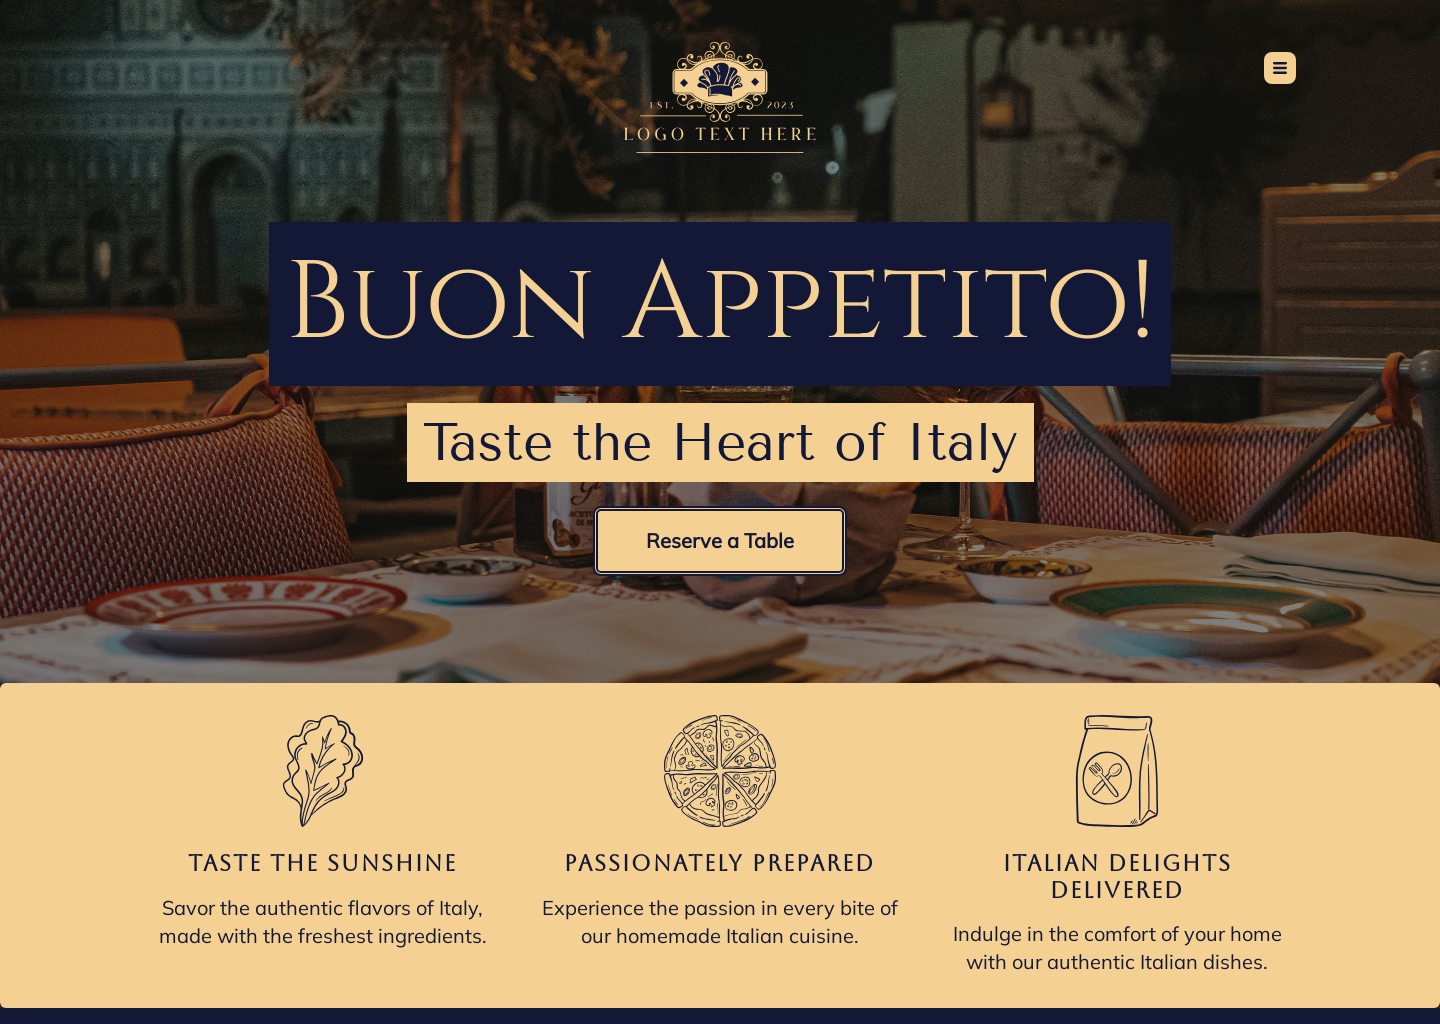 EST. 2023
LOGO TEXT HERE
Buon Appetito!
Taste the Heart of Italy
Reserve a Table
TASTE THE SUNSHINE
Savor the authentic flavors of Italy,
made with the freshest ingredients.
PASSIONATELY PREPARED
Experience the passion in every bite of
our homemade Italian cuisine.
ITALIAN DELIGHTS
DELIVERED
Indulge in the comfort of your home
with our authentic Italian dishes.